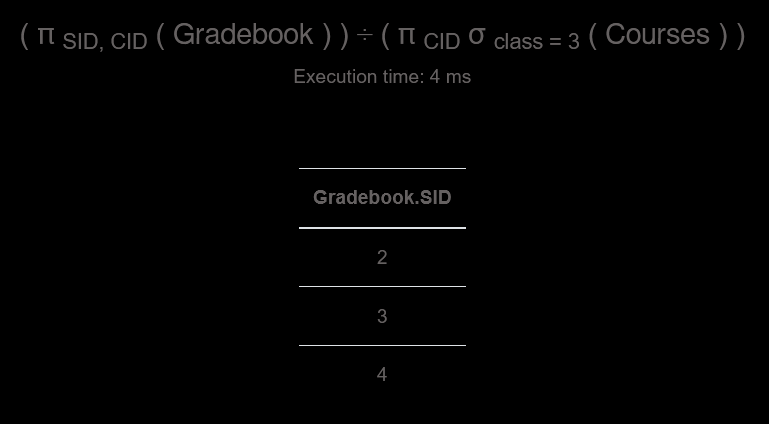 ( π SID, CID ( Gradebook ) ) ÷ ( π CID σ class = 3 ( Courses ) )
Execution time: 4 ms
Gradebook.SID
2
3
4